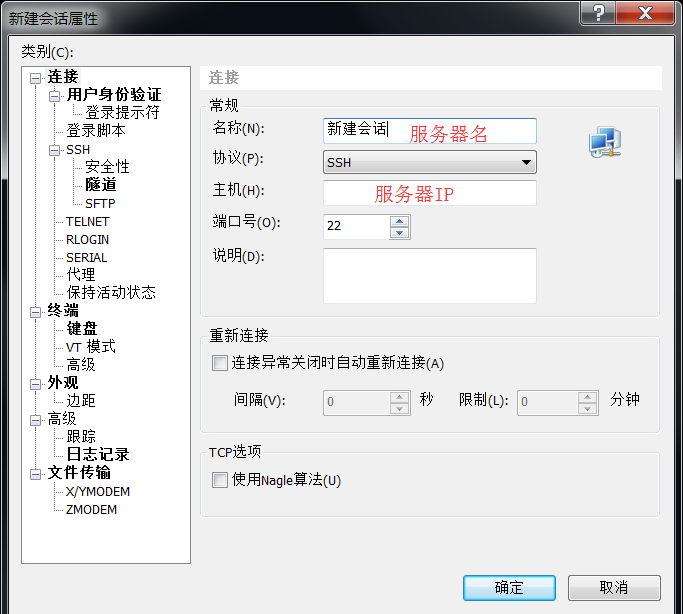 新建会话属性
类别(C):
连接
用户身份验证
登录提示符
登录脚本
SSH
安全性
隧道
SFTP
TELNET
RLOGIN
SERIAL
代理
保持活动状态
终端
键盘
VT 模式
高级
外观
边距
高级
跟踪
日志记录
文件传输
X/YMODEM
ZMODEM
连接
常规
名称(N): 新建会话 服务器名
协议(P): SSH
主机(H): 服务器IP
端口号(O): 22
说明(D):
重新连接
连接异常关闭时自动重新连接(A)
间隔(V): 0 秒 限制(L): 0 分钟
TCP选项
使用Nagle算法(U)
确定 取消